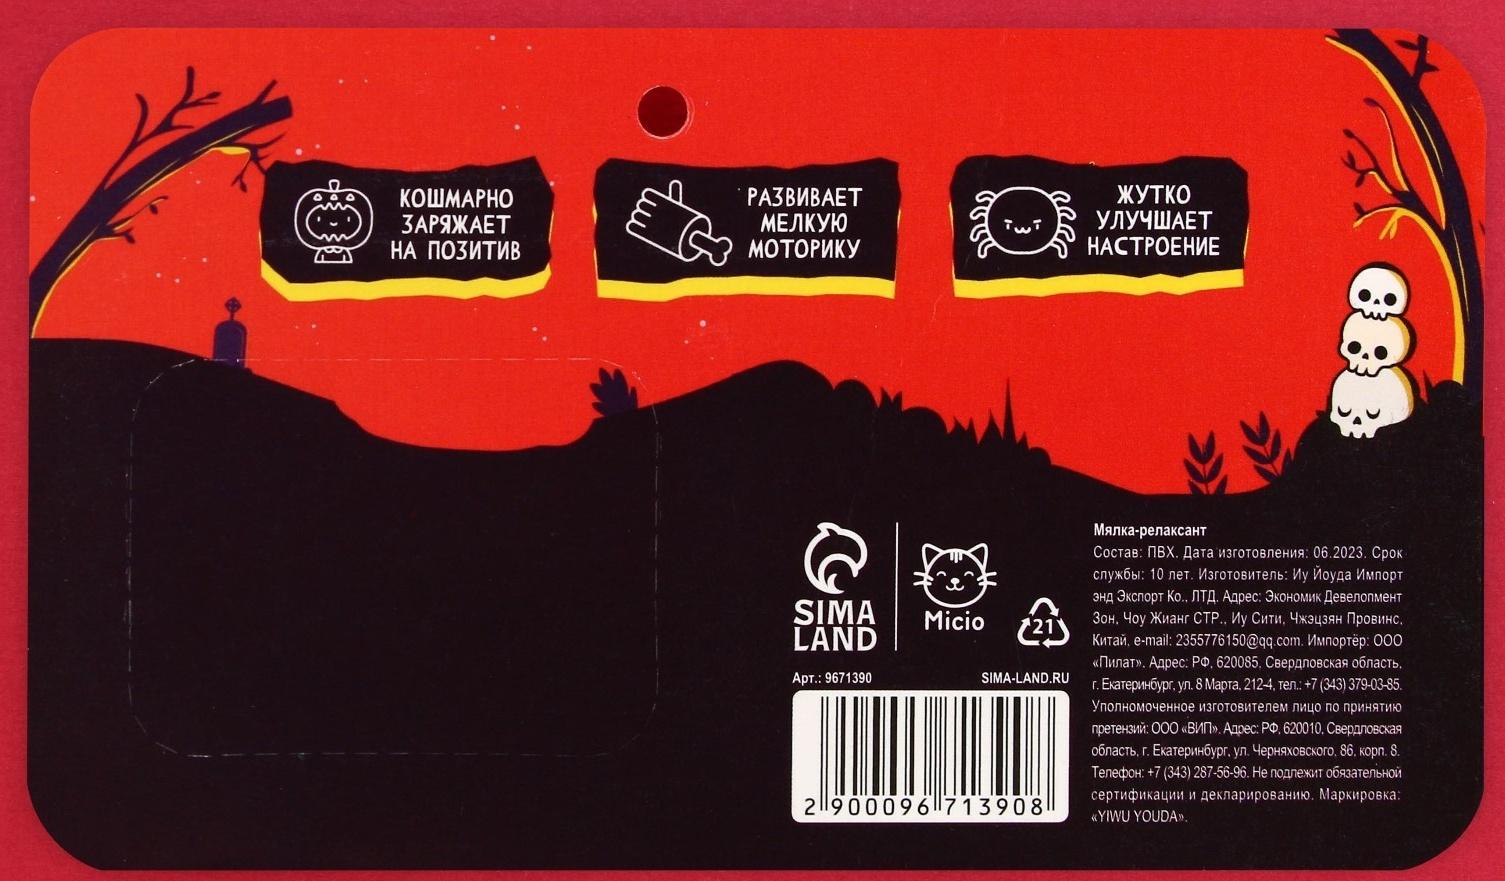 КОШМАРНО
ЗАРЯЖАЕТ
НА ПОЗИТИВ
РАЗВИВАЕТ
МЕЛКУЮ
МОТОРИКУ
ЖУТКО
УЛУЧШАЕТ
НАСТРОЕНИЕ
SIMA
LAND
Micio
21
Арт.: 9671390
SIMA-LAND.RU
2 900096 713908
Мялка-релаксант
Состав: ПВХ. Дата изготовления: 06.2023. Срок
службы: 10 лет. Изготовитель: Иу Йоуда Импорт
энд Экспорт Ко., ЛТД. Адрес: Экономик Девелопмент
Зон, Чоу Жианг СТР., Иу Сити, Чжэцзян Провинс,
Китай, e-mail: 2355776150@qq.com. Импортёр: ООО
«Пилат». Адрес: РФ, 620085, Свердловская область,
г. Екатеринбург, ул. 8 Марта, 212-4, тел.: +7 (343) 379-03-85.
Уполномоченное изготовителем лицо по принятию
претензий: ООО «ВИП». Адрес: РФ, 620010, Свердловская
область, г. Екатеринбург, ул. Черняховского, 86, корп. 8.
Телефон: +7 (343) 287-56-96. Не подлежит обязательной
сертификации и декларированию. Маркировка:
«YIWU YOUDA».